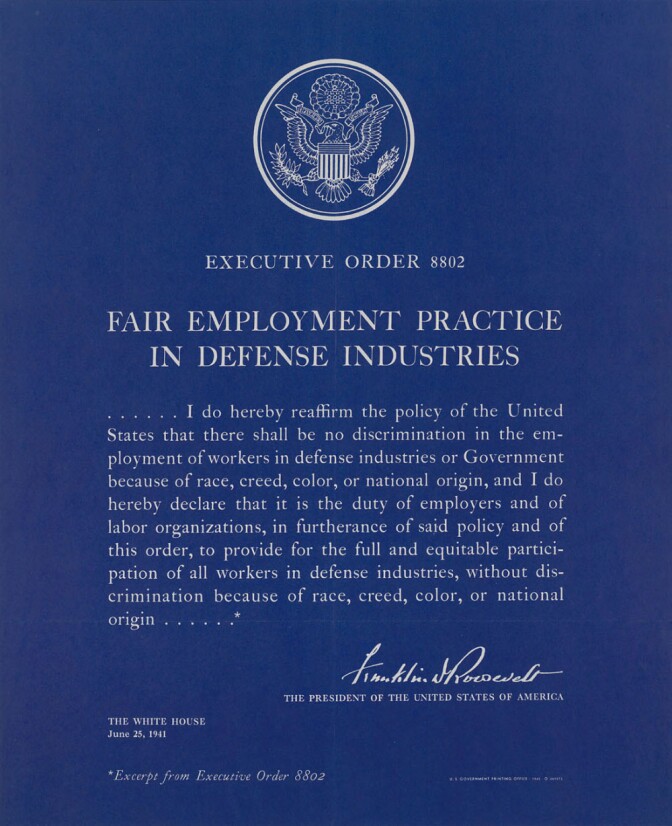 EXECUTIVE ORDER 8802
FAIR EMPLOYMENT PRACTICE
IN DEFENSE INDUSTRIES
. . . . . . I do hereby reaffirm the policy of the United
States that there shall be no discrimination in the em-
ployment of workers in defense industries or Government
because of race, creed, color, or national origin, and I do
hereby declare that it is the duty of employers and of
labor organizations, in furtherance of said policy and of
this order, to provide for the full and equitable partici-
pation of all workers in defense industries, without dis-
crimination because of race, creed, color, or national
origin . . . . . .*
Franklin D Roosevelt
THE PRESIDENT OF THE UNITED STATES OF AMERICA
THE WHITE HOUSE
June 25, 1941
*Excerpt from Executive Order 8802
U. S. GOVERNMENT PRINTING OFFICE